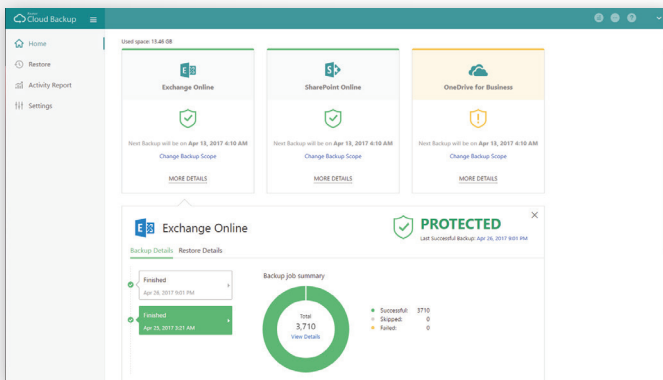 Cloud Backup
Home
Restore
Activity Report
Settings
Used space: 13.46 GB
Exchange Online
Next Backup will be on Apr 13, 2017 4:10 AM
Change Backup Scope
MORE DETAILS
SharePoint Online
Next Backup will be on Apr 13, 2017 4:10 AM
Change Backup Scope
MORE DETAILS
OneDrive for Business
Next Backup will be on Apr 13, 2017 4:10 AM
Change Backup Scope
MORE DETAILS
Exchange Online
PROTECTED
Last Successful Backup: Apr 26, 2017 9:01 PM
Backup Details Restore Details
Finished
Apr 26, 2017 9:01 PM
Finished
Apr 25, 2017 3:21 AM
Backup job summary
Total
3,710
View Details
Successful: 3710
Skipped: 0
Failed: 0